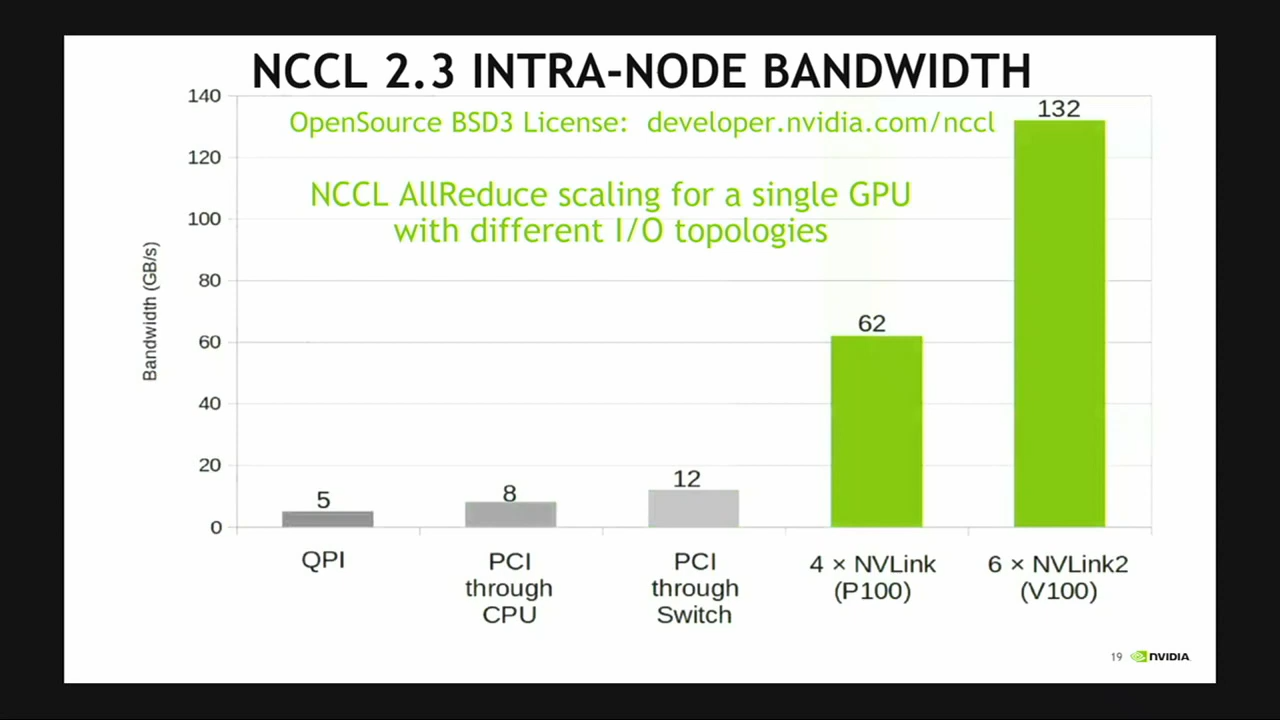 NCCL 2.3 INTRA-NODE BANDWIDTH
OpenSource BSD3 License: developer.nvidia.com/nccl
NCCL AllReduce scaling for a single GPU
with different I/O topologies
Bandwidth (GB/s)
140
120
100
80
60
40
20
0
5
8
12
62
132
QPI
PCI
through
CPU
PCI
through
Switch
4 × NVLink
(P100)
6 × NVLink2
(V100)
19 NVIDIA